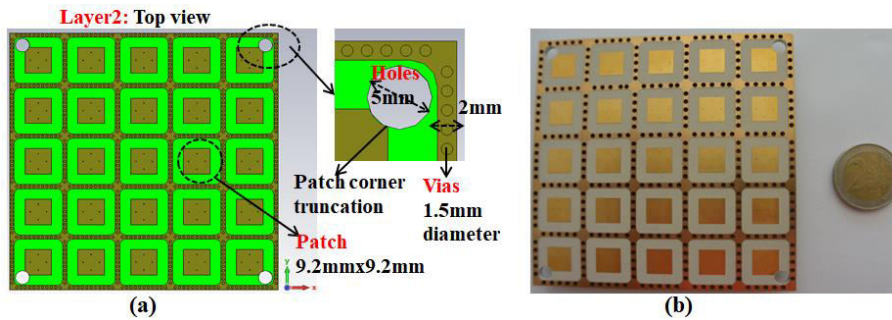 Layer2: Top view
Holes
5mm
2mm
Patch corner
truncation
Vias
1.5mm
diameter
Patch
9.2mmx9.2mm
y
x
(a)
(b)